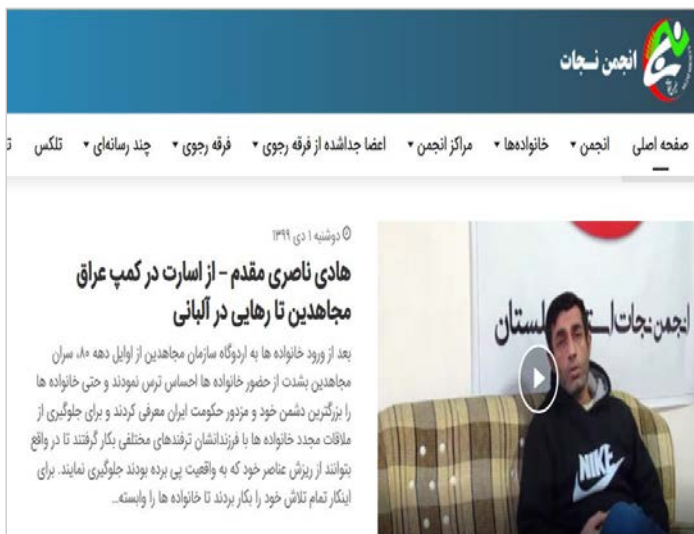 انجمن نــجات
صفحه اصلی انجمن خانواده‌ها مراکز انجمن اعضا جداشده از فرقه رجوی فرقه رجوی چند رسانه‌ای تلکس
دوشنبه ۱ دی ۱۳۹۹
هادی ناصری مقدم – از اسارت در کمپ عراق
مجاهدین تا رهایی در آلبانی
بعد از ورود خانواده ها به اردوگاه سازمان مجاهدین از اوایل دهه ۸۰، سران
مجاهدین بشدت از حضور خانواده ها احساس ترس نمودند و حتی خانواده ها
را بزرگترین دشمن خود و مزدور حکومت ایران معرفی کردند و برای جلوگیری از
ملاقات مجدد خانواده ها با فرزندانشان ترفندهای مختلفی بکار گرفتند تا در واقع
بتوانند از ریزش عناصر خود که به واقعیت پی برده بودند جلوگیری نمایند. برای
اینکار تمام تلاش خود را بکار بردند تا خانواده ها را وابسته...
انجمن نجات
NIKE